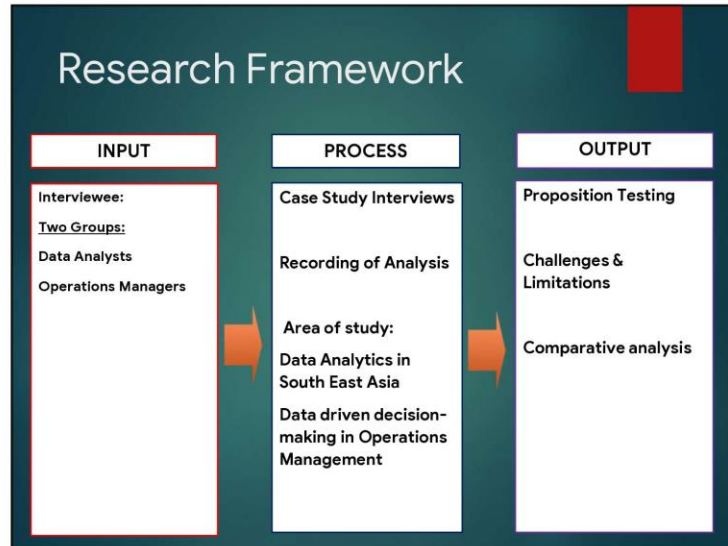 Research Framework
INPUT
Interviewee:
Two Groups:
Data Analysts
Operations Managers
PROCESS
Case Study Interviews
Recording of Analysis
Area of study:
Data Analytics in
South East Asia
Data driven decision-
making in Operations
Management
OUTPUT
Proposition Testing
Challenges &
Limitations
Comparative analysis